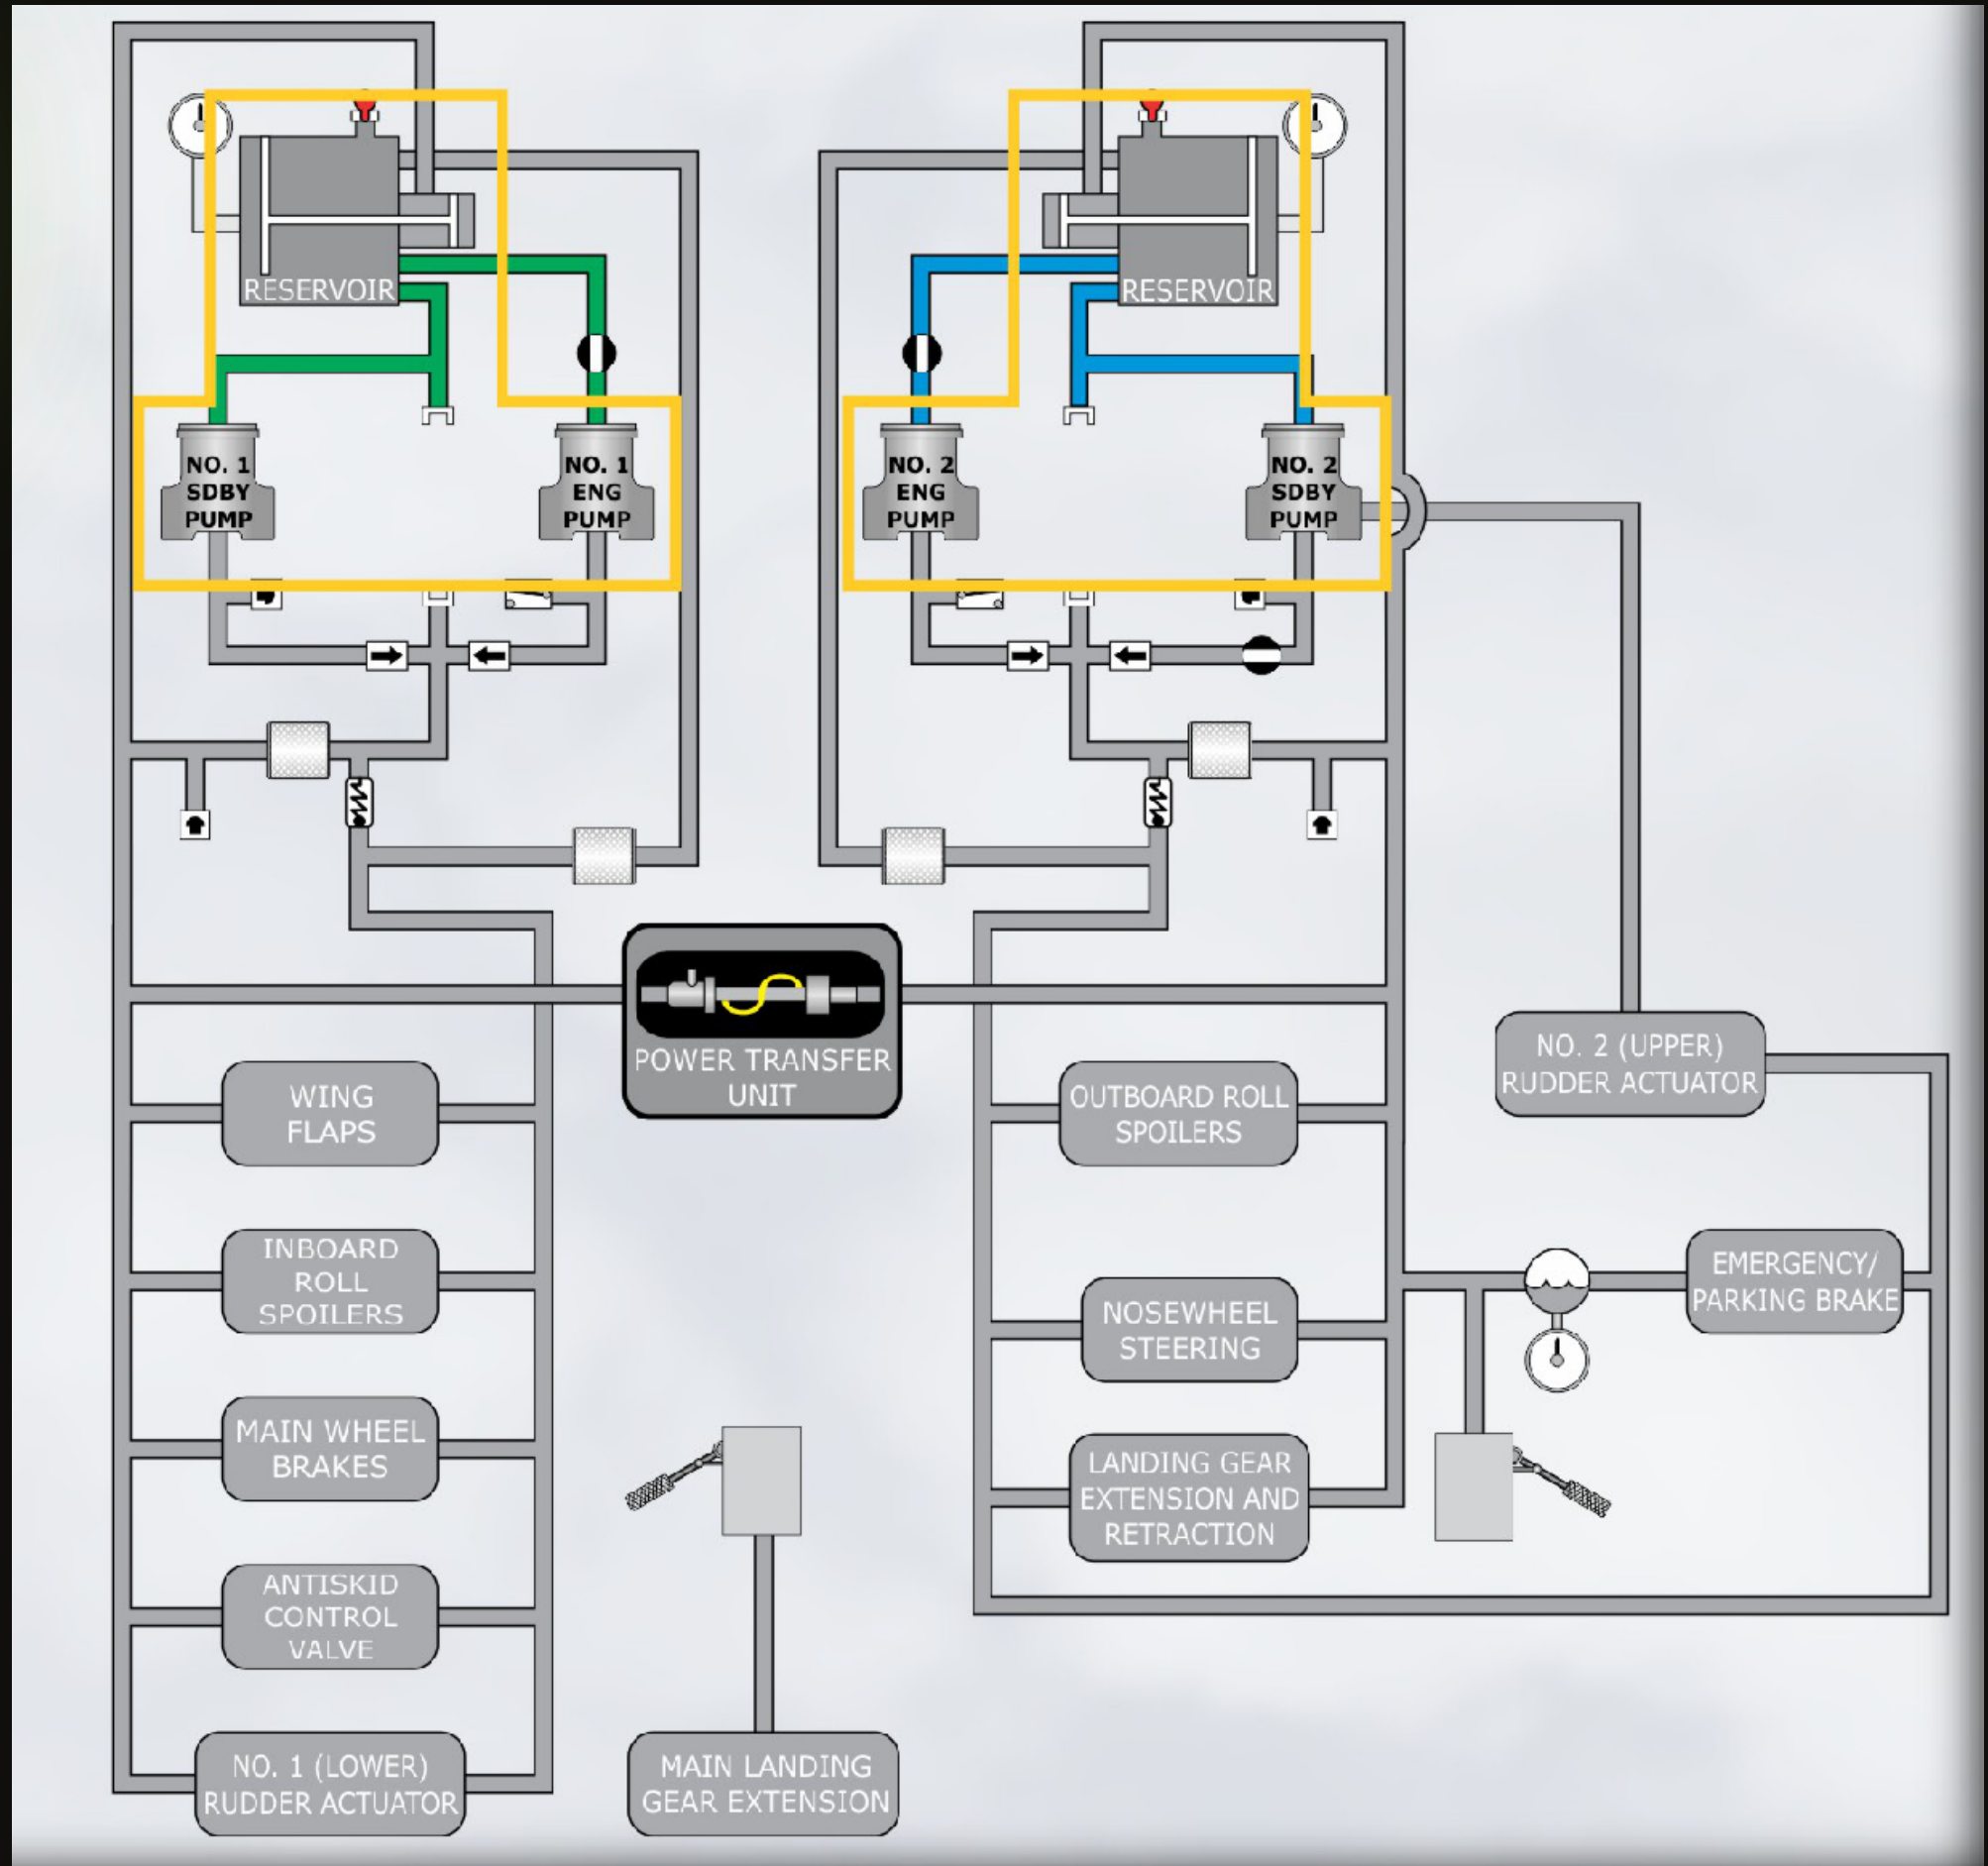 RESERVOIR
RESERVOIR
NO. 1
SDBY
PUMP
NO. 1
ENG
PUMP
NO. 2
ENG
PUMP
NO. 2
SDBY
PUMP
POWER TRANSFER
UNIT
NO. 2 (UPPER)
RUDDER ACTUATOR
WING
FLAPS
OUTBOARD ROLL
SPOILERS
INBOARD
ROLL
SPOILERS
NOSEWHEEL
STEERING
EMERGENCY/
PARKING BRAKE
MAIN WHEEL
BRAKES
LANDING GEAR
EXTENSION AND
RETRACTION
ANTISKID
CONTROL
VALVE
NO. 1 (LOWER)
RUDDER ACTUATOR
MAIN LANDING
GEAR EXTENSION